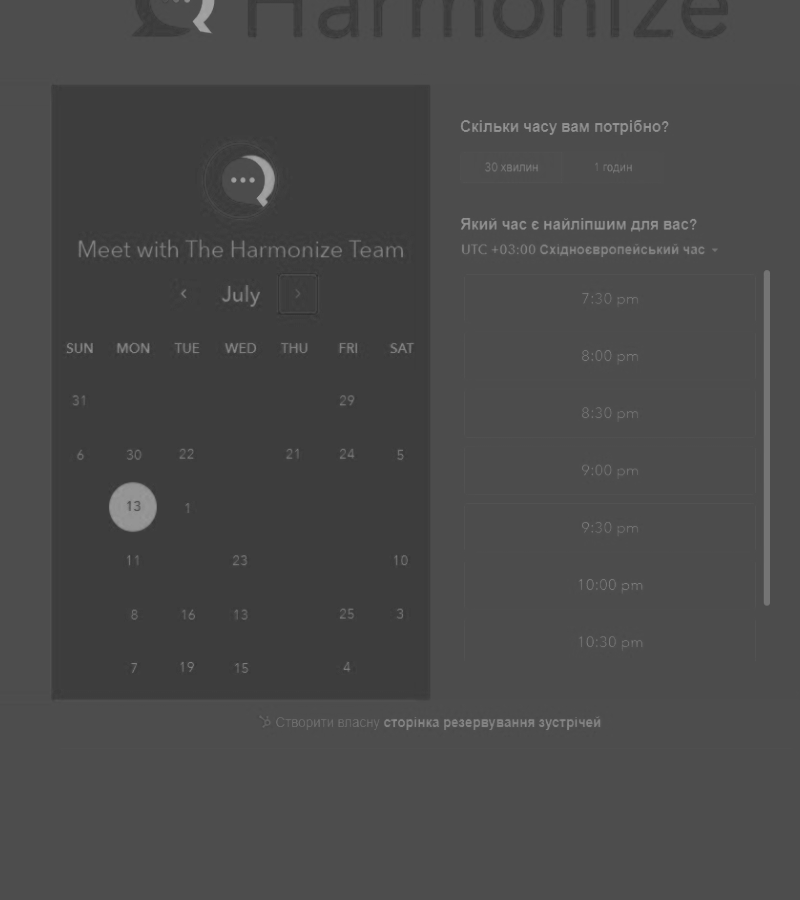 Harmonize
Meet with The Harmonize Team
July
SUN MON TUE WED THU FRI SAT
31 29
6 30 22 21 24 5
13 1
11 23 10
8 16 13 25 3
7 19 15 4
Скільки часу вам потрібно?
30 хвилин 1 годин
Який час є найліпшим для вас?
UTC +03:00 Східноєвропейський час
7:30 pm
8:00 pm
8:30 pm
9:00 pm
9:30 pm
10:00 pm
10:30 pm
Створити власну сторінка резервування зустрічей